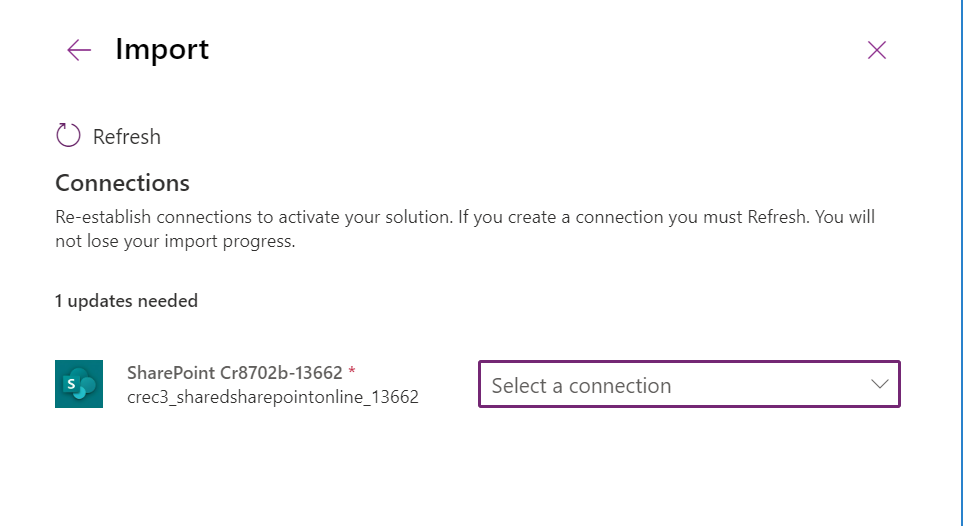 Import
Refresh
Connections
Re-establish connections to activate your solution. If you create a connection you must Refresh. You will
not lose your import progress.
1 updates needed
S
SharePoint Cr8702b-13662 *
crec3_sharedsharepointonline_13662
Select a connection